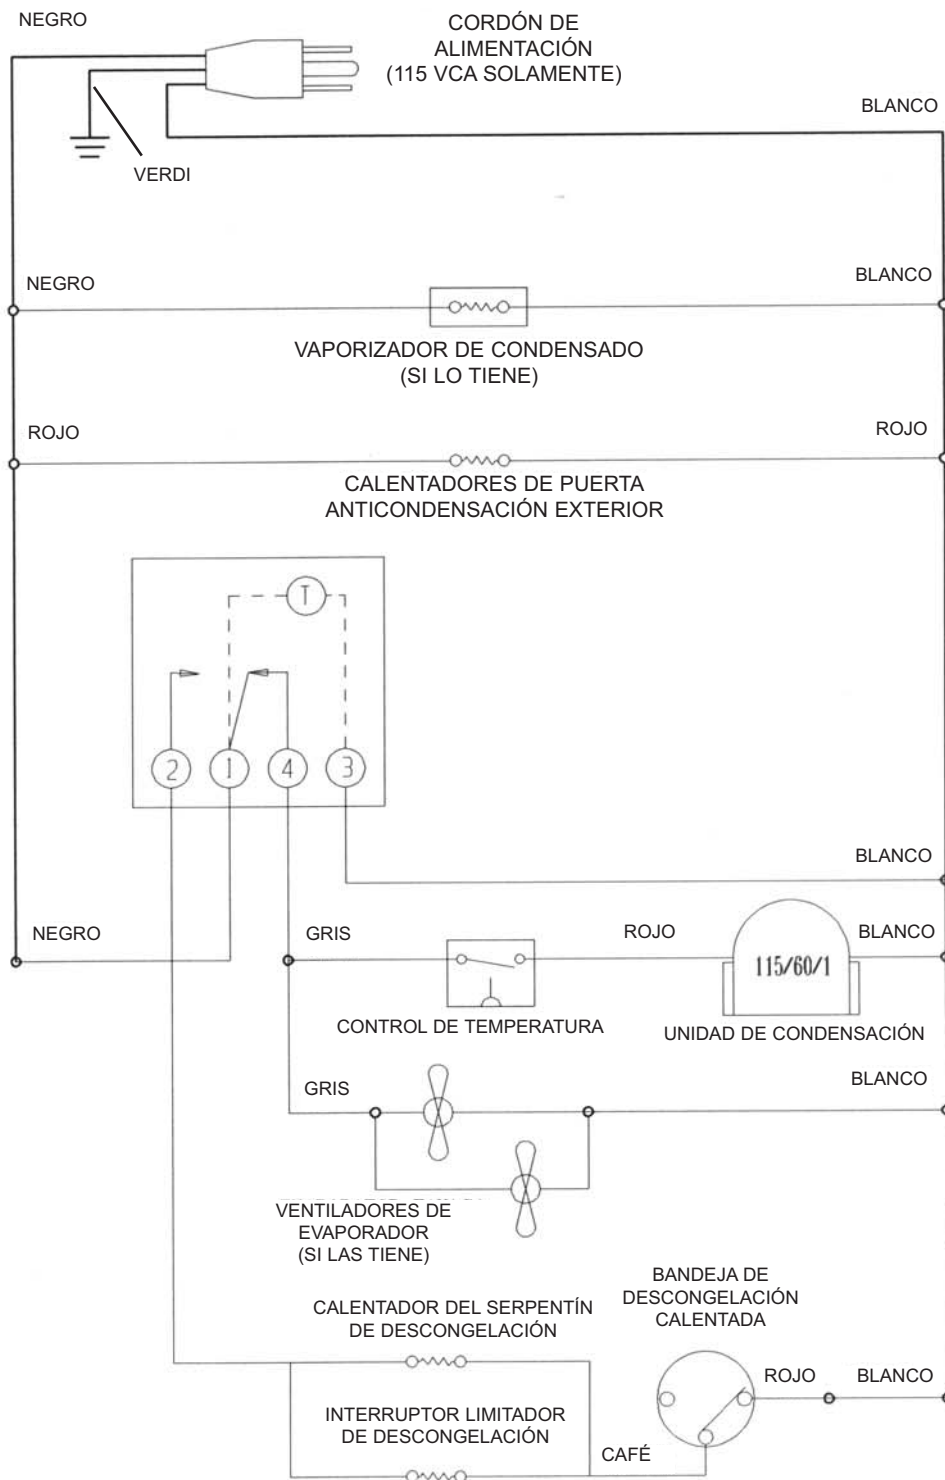 NEGRO
CORDÓN DE
ALIMENTACIÓN
(115 VCA SOLAMENTE)
BLANCO
VERDI
NEGRO
BLANCO
VAPORIZADOR DE CONDENSADO
(SI LO TIENE)
ROJO
ROJO
CALENTADORES DE PUERTA
ANTICONDENSACIÓN EXTERIOR
T
2 1 4 3
BLANCO
NEGRO
GRIS
ROJO
BLANCO
115/60/1
CONTROL DE TEMPERATURA
UNIDAD DE CONDENSACIÓN
GRIS
BLANCO
VENTILADORES DE
EVAPORADOR
(SI LAS TIENE)
BANDEJA DE
DESCONGELACIÓN
CALENTADA
CALENTADOR DEL SERPENTÍN
DE DESCONGELACIÓN
ROJO
BLANCO
INTERRUPTOR LIMITADOR
DE DESCONGELACIÓN
CAFÉ